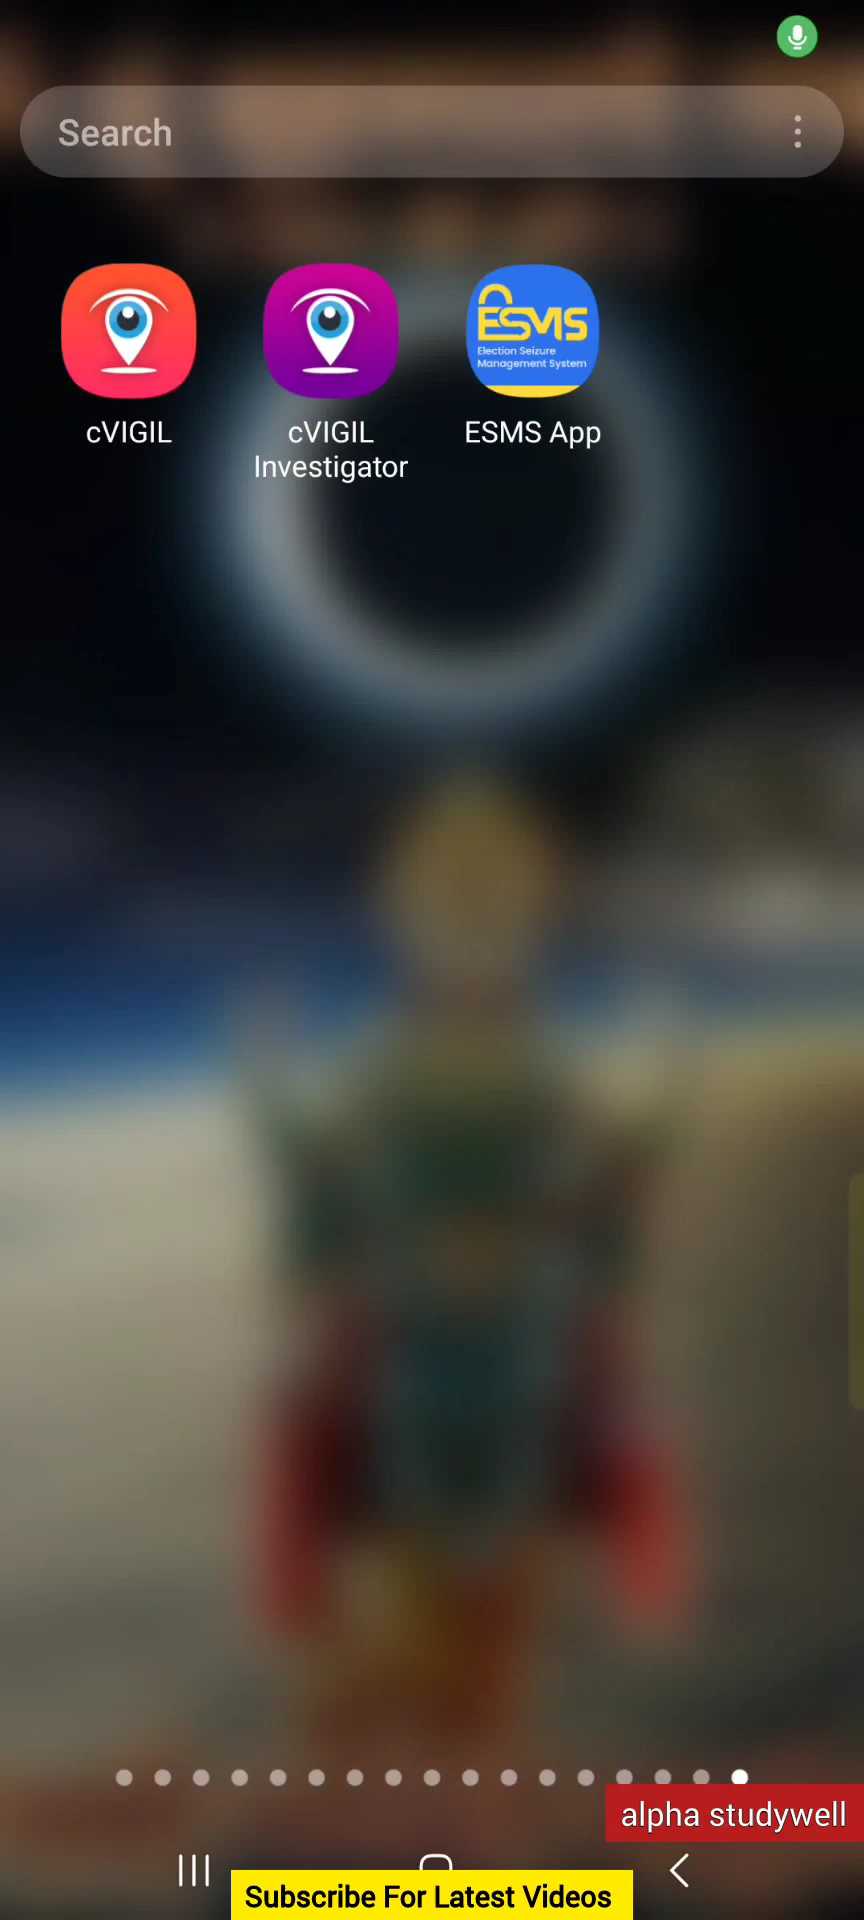 Search
ESMS
Election Seizure
Management System
cVIGIL
cVIGIL
Investigator
ESMS App
alpha studywell
Subscribe For Latest Videos